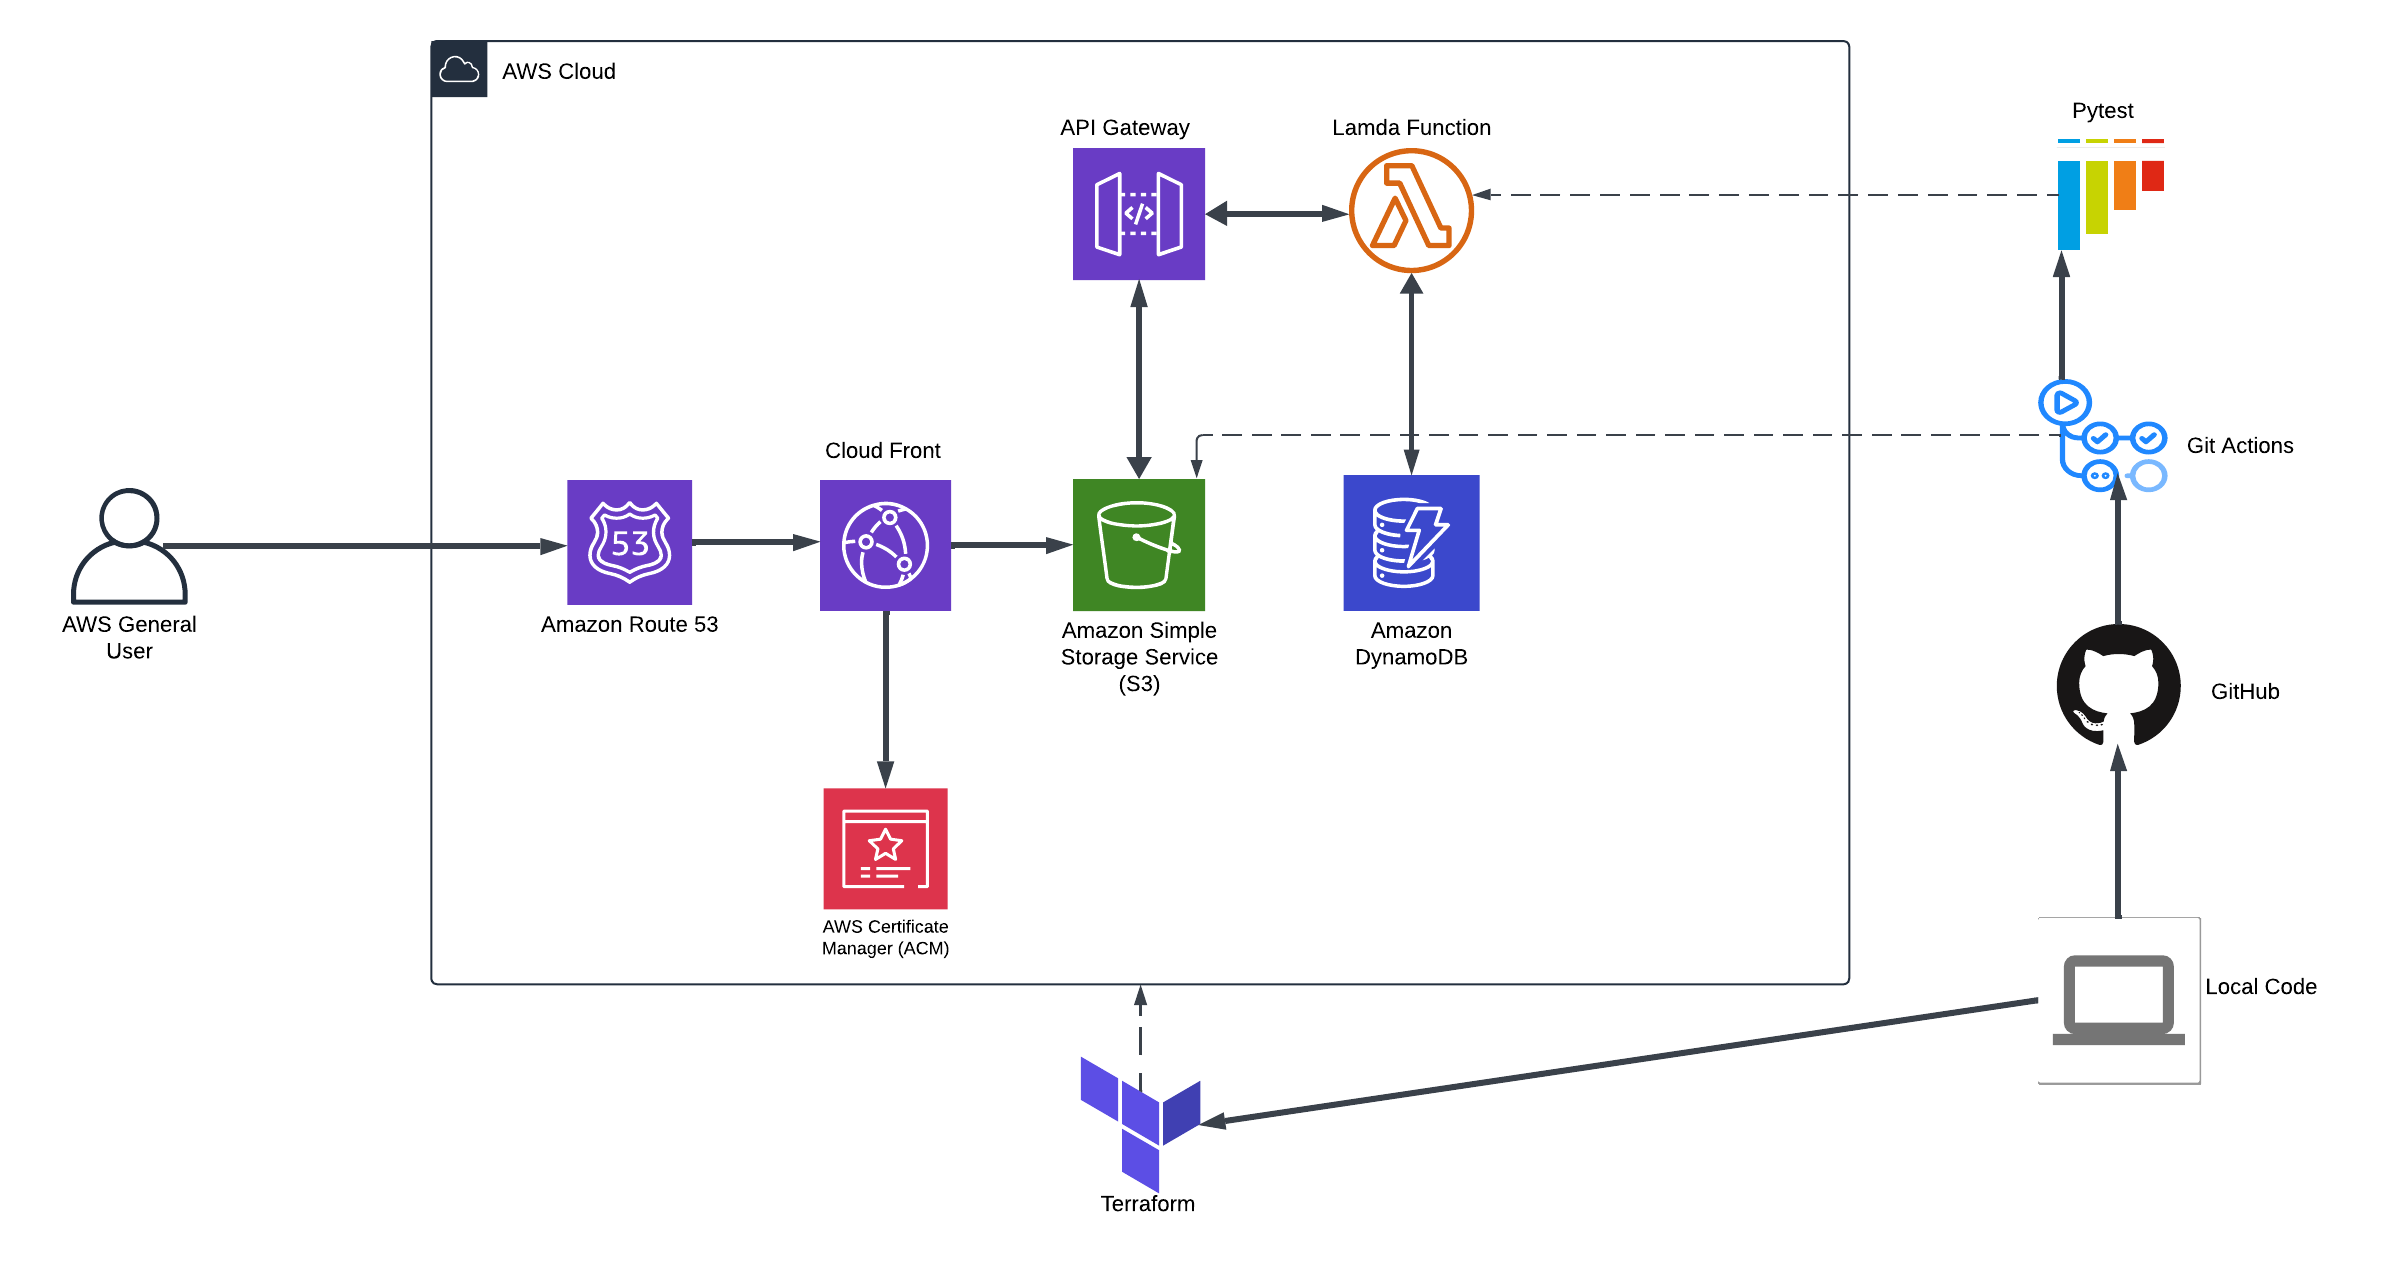 AWS Cloud
API Gateway
Lamda Function
Pytest
Cloud Front
Git Actions
53
AWS General
User
Amazon Route 53
Amazon Simple
Storage Service
(S3)
Amazon
DynamoDB
GitHub
AWS Certificate
Manager (ACM)
Local Code
Terraform